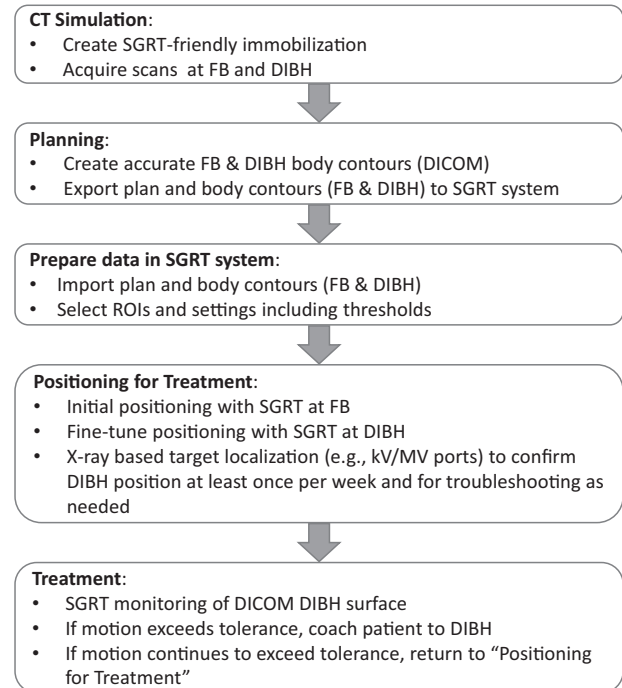 CT Simulation:
• Create SGRT-friendly immobilization
• Acquire scans at FB and DIBH
Planning:
• Create accurate FB & DIBH body contours (DICOM)
• Export plan and body contours (FB & DIBH) to SGRT system
Prepare data in SGRT system:
• Import plan and body contours (FB & DIBH)
• Select ROIs and settings including thresholds
Positioning for Treatment:
• Initial positioning with SGRT at FB
• Fine-tune positioning with SGRT at DIBH
• X-ray based target localization (e.g., kV/MV ports) to confirm
DIBH position at least once per week and for troubleshooting as
needed
Treatment:
• SGRT monitoring of DICOM DIBH surface
• If motion exceeds tolerance, coach patient to DIBH
• If motion continues to exceed tolerance, return to “Positioning
for Treatment”